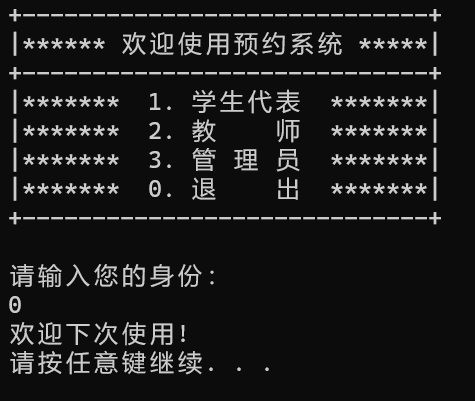 +-----------------------------+
|****** 欢迎使用预约系统 *****|
+-----------------------------+
|*******  1. 学生代表  *******|
|*******  2. 教    师  *******|
|*******  3. 管 理 员  *******|
|*******  0. 退    出  *******|
+-----------------------------+
请输入您的身份:
0
欢迎下次使用!
请按任意键继续. . .